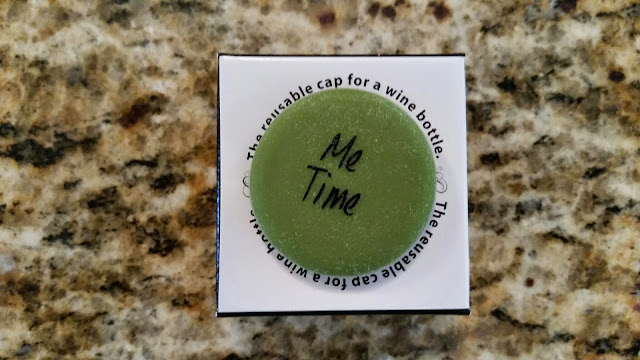 The reusable cap for a wine bottle.
Me
Time
The reusable cap for a wine bottle.